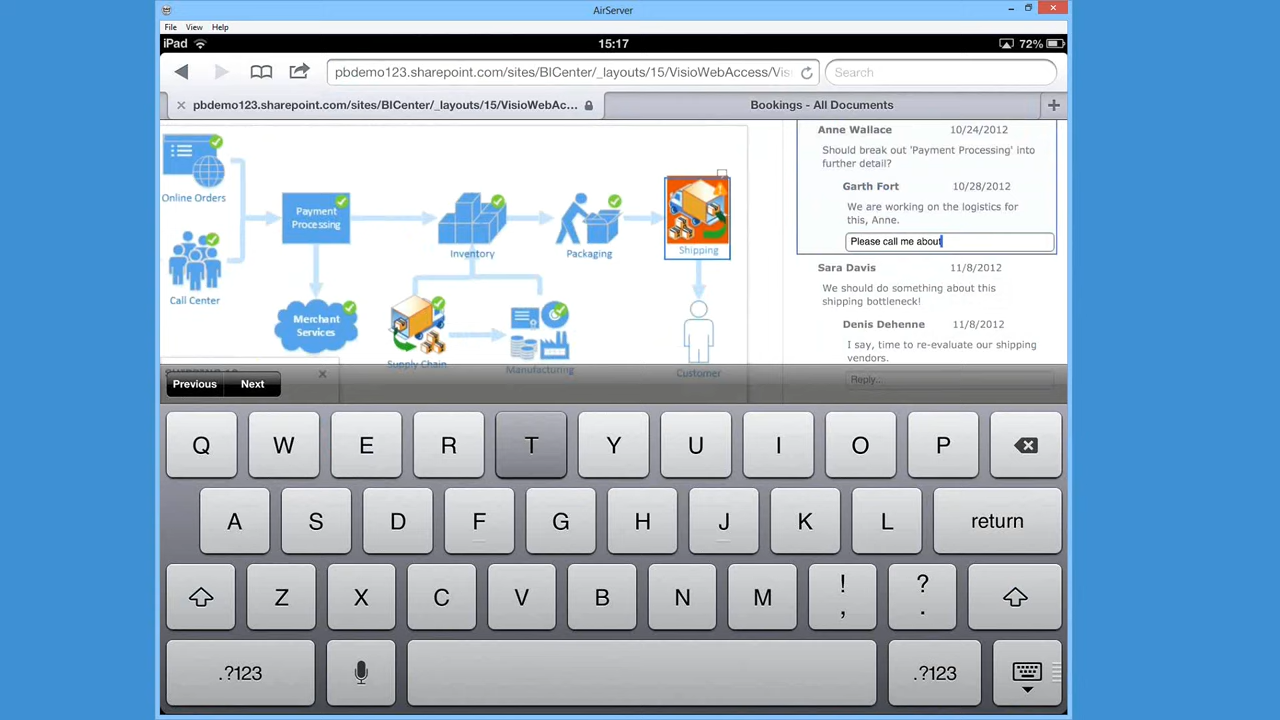 AirServer
File View Help
iPad
15:17
72%
pbdemo123.sharepoint.com/sites/BICenter/_layouts/15/VisioWebAccess/Vis
Search
pbdemo123.sharepoint.com/sites/BICenter/_layouts/15/VisioWebAc...
Bookings - All Documents
Online Orders
Call Center
Payment
Processing
Merchant
Services
Inventory
Supply Chain
Manufacturing
Packaging
Shipping
Customer
Anne Wallace 10/24/2012
Should break out 'Payment Processing' into
further detail?
Garth Fort 10/28/2012
We are working on the logistics for
this, Anne.
Please call me about
Sara Davis 11/8/2012
We should do something about this
shipping bottleneck!
Denis Dehenne 11/8/2012
I say, time to re-evaluate our shipping
vendors.
Reply...
Previous Next
Q W E R T Y U I O P
A S D F G H J K L return
Z X C V B N M ! , ? .
.?123 .?123